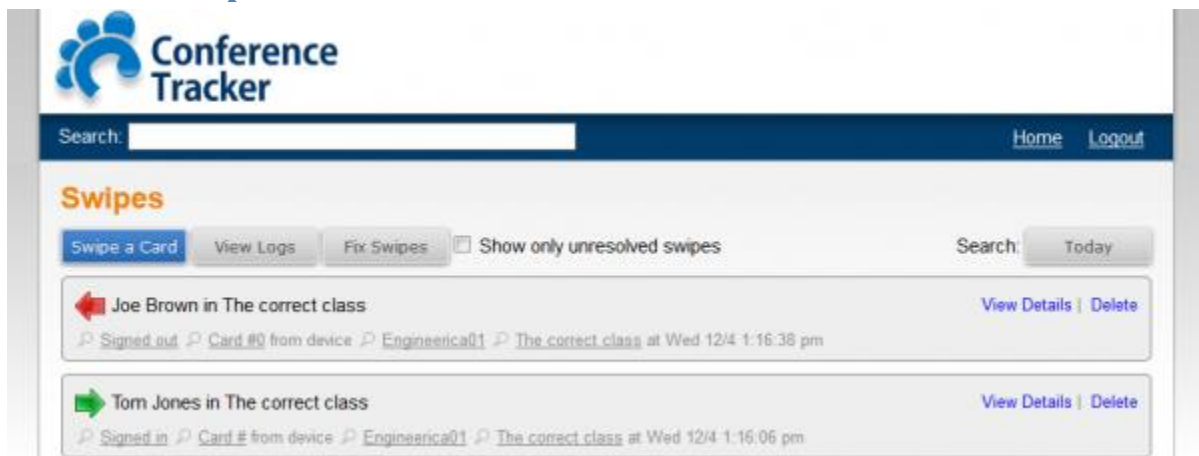 Conference
Tracker
Search:
Home Logout
Swipes
Swipe a Card View Logs Fix Swipes Show only unresolved swipes Search: Today
Joe Brown in The correct class View Details | Delete
Signed out Card #0 from device Engineerica01 The correct class at Wed 12/4 1:16:38 pm
Tom Jones in The correct class View Details | Delete
Signed in Card # from device Engineerica01 The correct class at Wed 12/4 1:16:06 pm